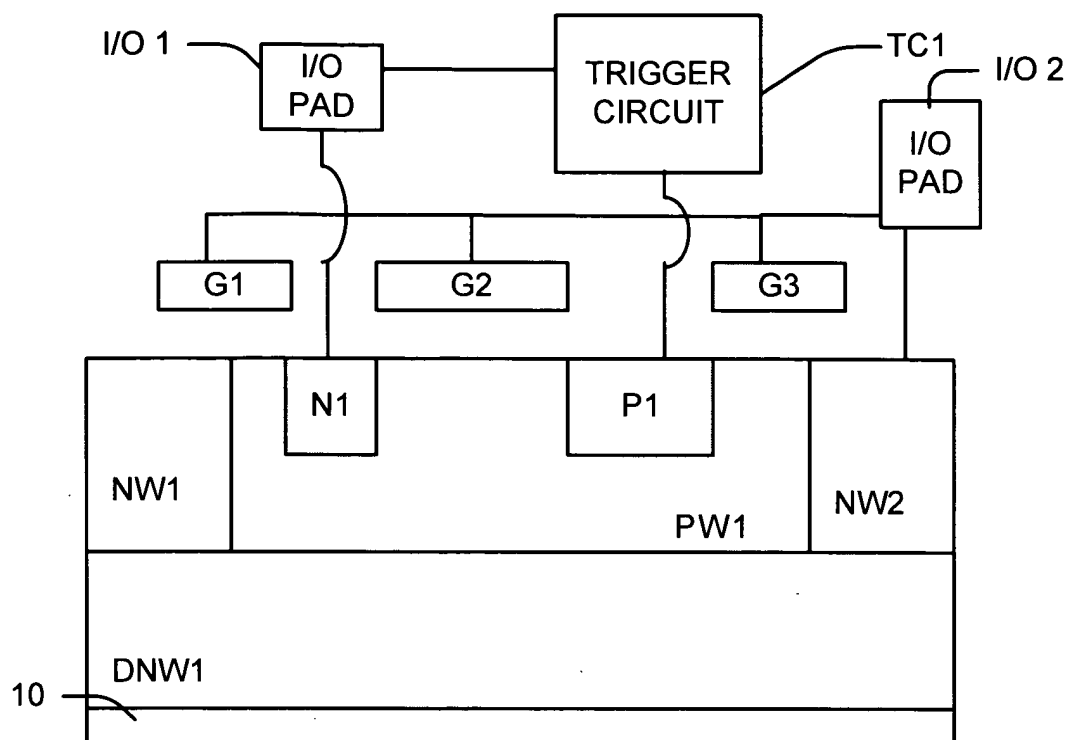 I/O 1
I/O
PAD
TRIGGER
CIRCUIT
TC1
I/O 2
I/O
PAD
G1
G2
G3
N1
P1
NW1
PW1
NW2
DNW1
10